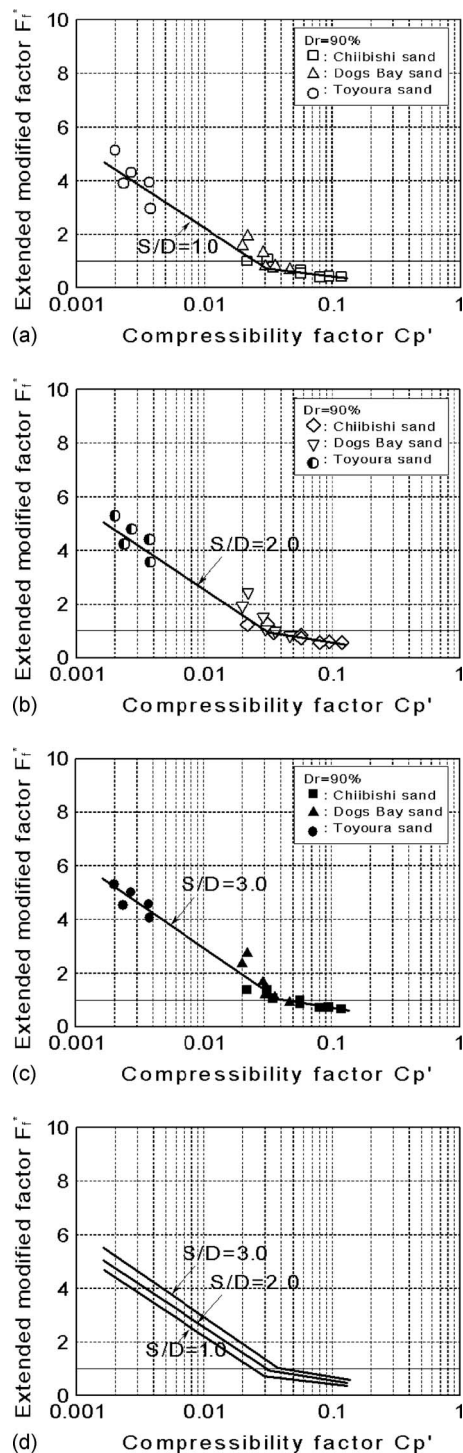 10
8
6
4
2
0
Extended modified factor Ff*
Dr=90%
□ : Chiibishi sand
△ : Dogs Bay sand
○ : Toyoura sand
S/D=1.0
0.001 0.01 0.1 1
(a) Compressibility factor Cp'
10
8
6
4
2
0
Extended modified factor Ff*
Dr=90%
◇ : Chiibishi sand
▽ : Dogs Bay sand
◐ : Toyoura sand
S/D=2.0
0.001 0.01 0.1 1
(b) Compressibility factor Cp'
10
8
6
4
2
0
Extended modified factor Ff*
Dr=90%
■ : Chiibishi sand
▲ : Dogs Bay sand
● : Toyoura sand
S/D=3.0
0.001 0.01 0.1 1
(c) Compressibility factor Cp'
10
8
6
4
2
0
Extended modified factor Ff*
S/D=3.0
S/D=2.0
S/D=1.0
0.001 0.01 0.1 1
(d) Compressibility factor Cp'